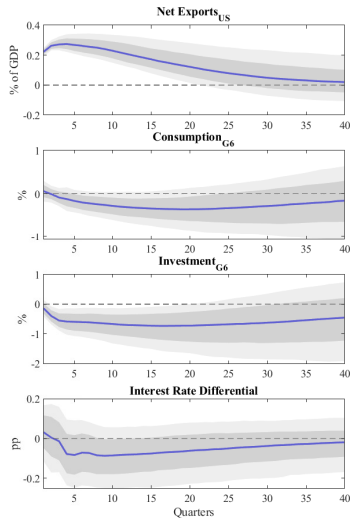 Net Exports_US
0.4
0.2
0
-0.2
% of GDP
5 10 15 20 25 30 35 40
Consumption_G6
1
0
-1
%
5 10 15 20 25 30 35 40
Investment_G6
1
0
-1
-2
%
5 10 15 20 25 30 35 40
Interest Rate Differential
0.2
0
-0.2
pp
5 10 15 20 25 30 35 40
Quarters